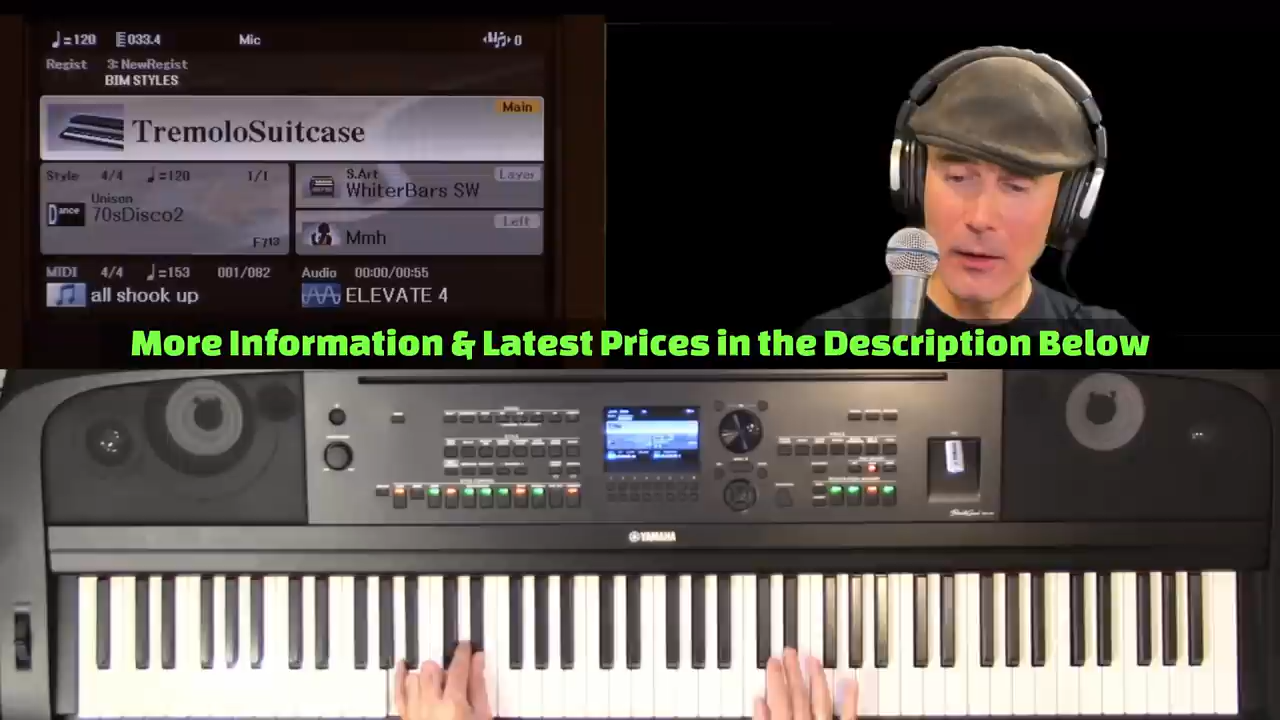 =120 033.4 Mic 0
Regist 3: NewRegist
BIM STYLES
Main
TremoloSuitcase
Style 4/4 =120 1/1
Unison
Dance 70sDisco2
F713
S.Art Layer
WhiterBars SW
Left
Mmh
MIDI 4/4 =153 001/082
all shook up
Audio 00:00/00:55
ELEVATE 4
More Information & Latest Prices in the Description Below
YAMAHA